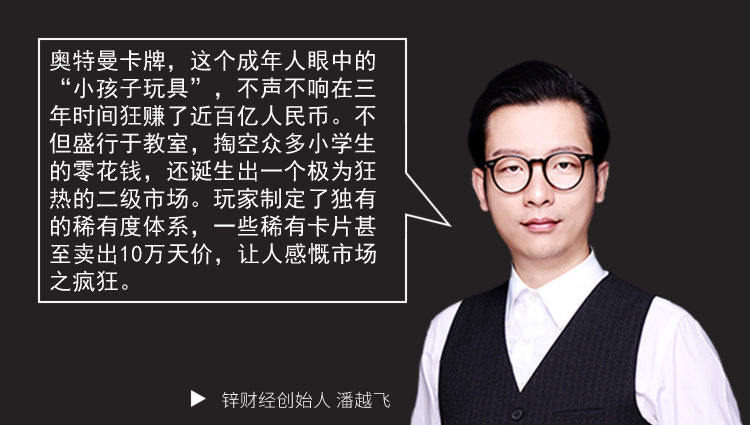 奥特曼卡牌，这个成年人眼中的
“小孩子玩具”，不声不响在三
年时间狂赚了近百亿人民币。不
但盛行于教室，掏空众多小学生
的零花钱，还诞生出一个极为狂
热的二级市场。玩家制定了独有
的稀有度体系，一些稀有卡片甚
至卖出10万天价，让人感慨市场
之疯狂。
锌财经创始人 潘越飞